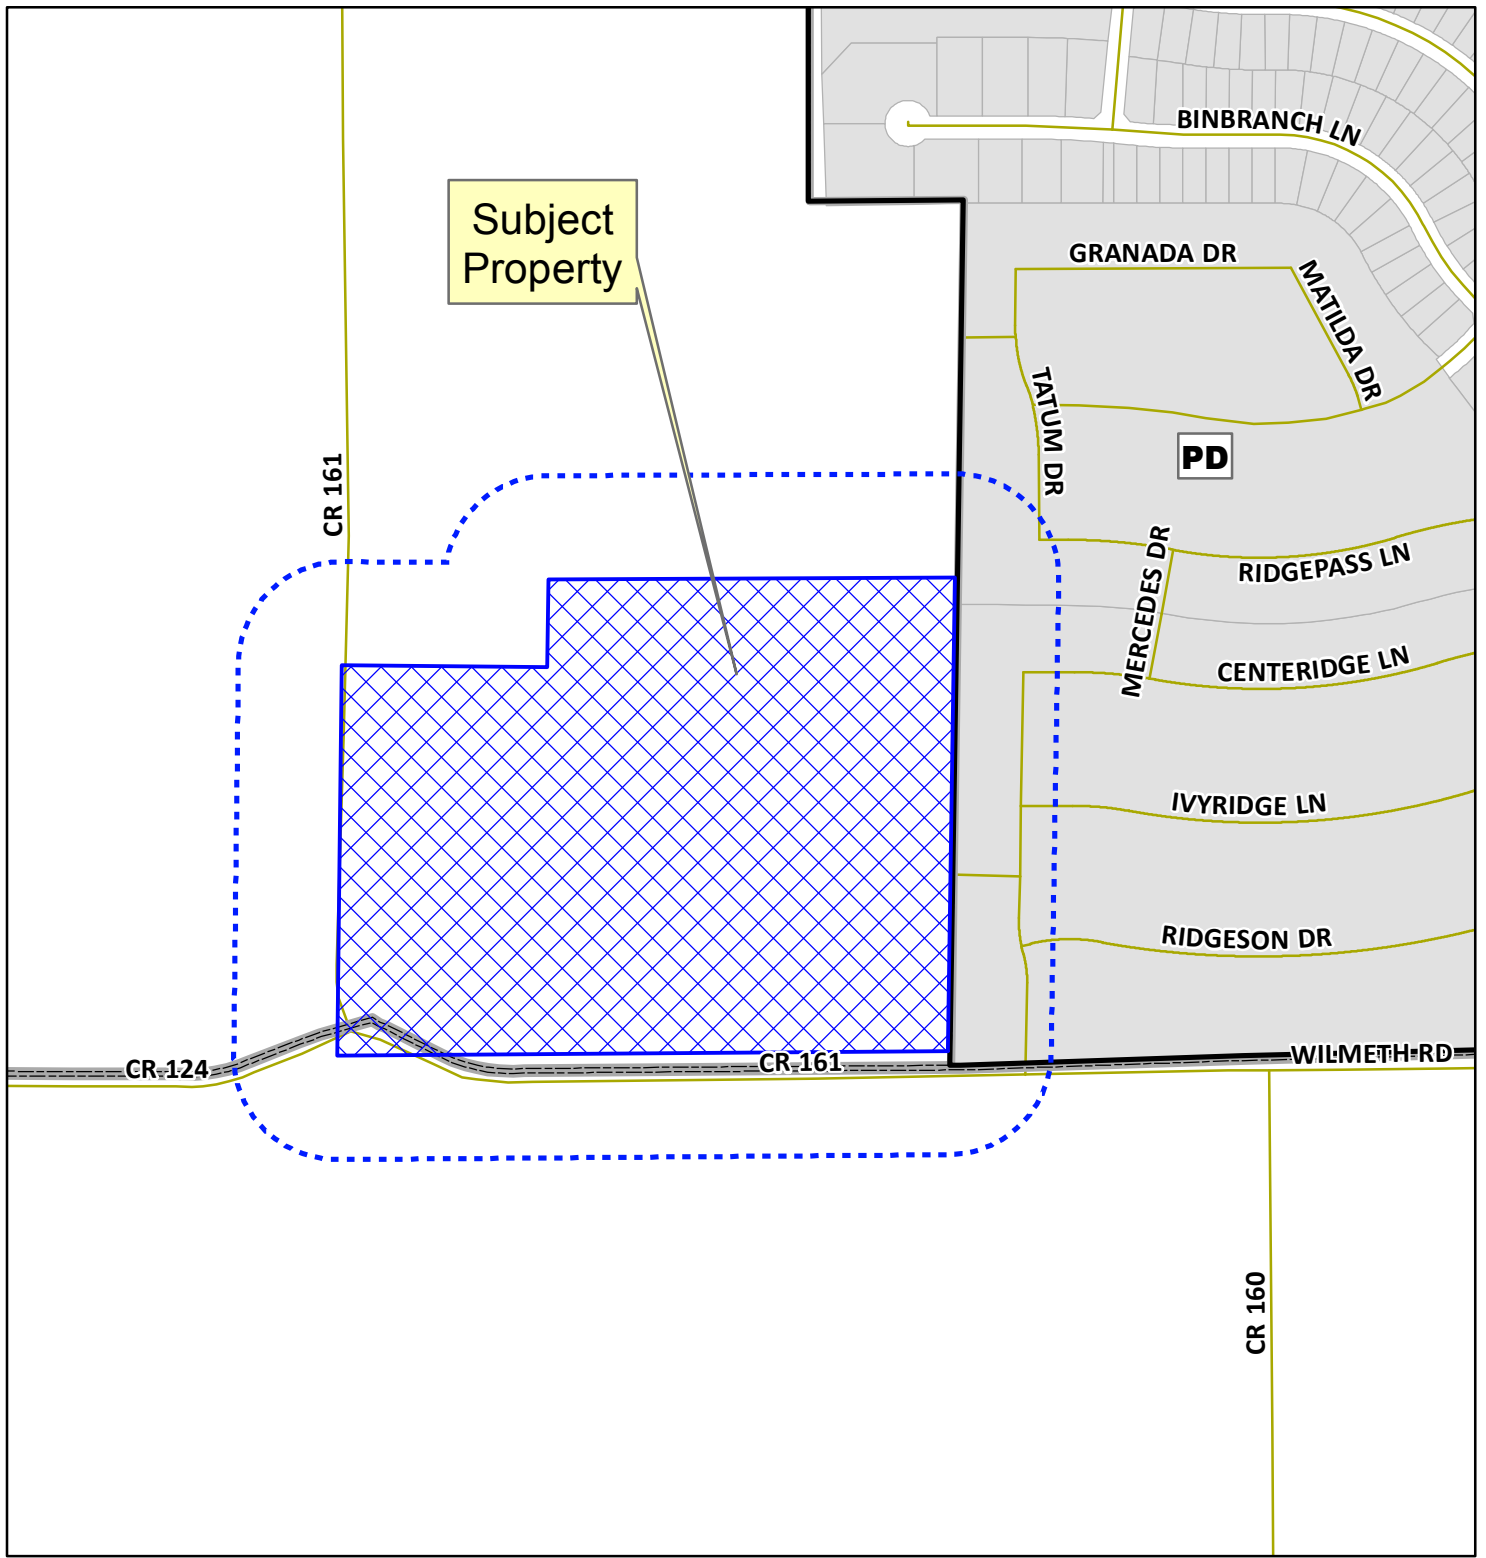 BINBRANCH LN
Subject
Property
GRANADA DR
MATILDA DR
TATUM DR
PD
CR 161
MERCEDES DR
RIDGEPASS LN
CENTERIDGE LN
IVYRIDGE LN
RIDGESON DR
CR 124
CR 161
WILMETH RD
CR 160